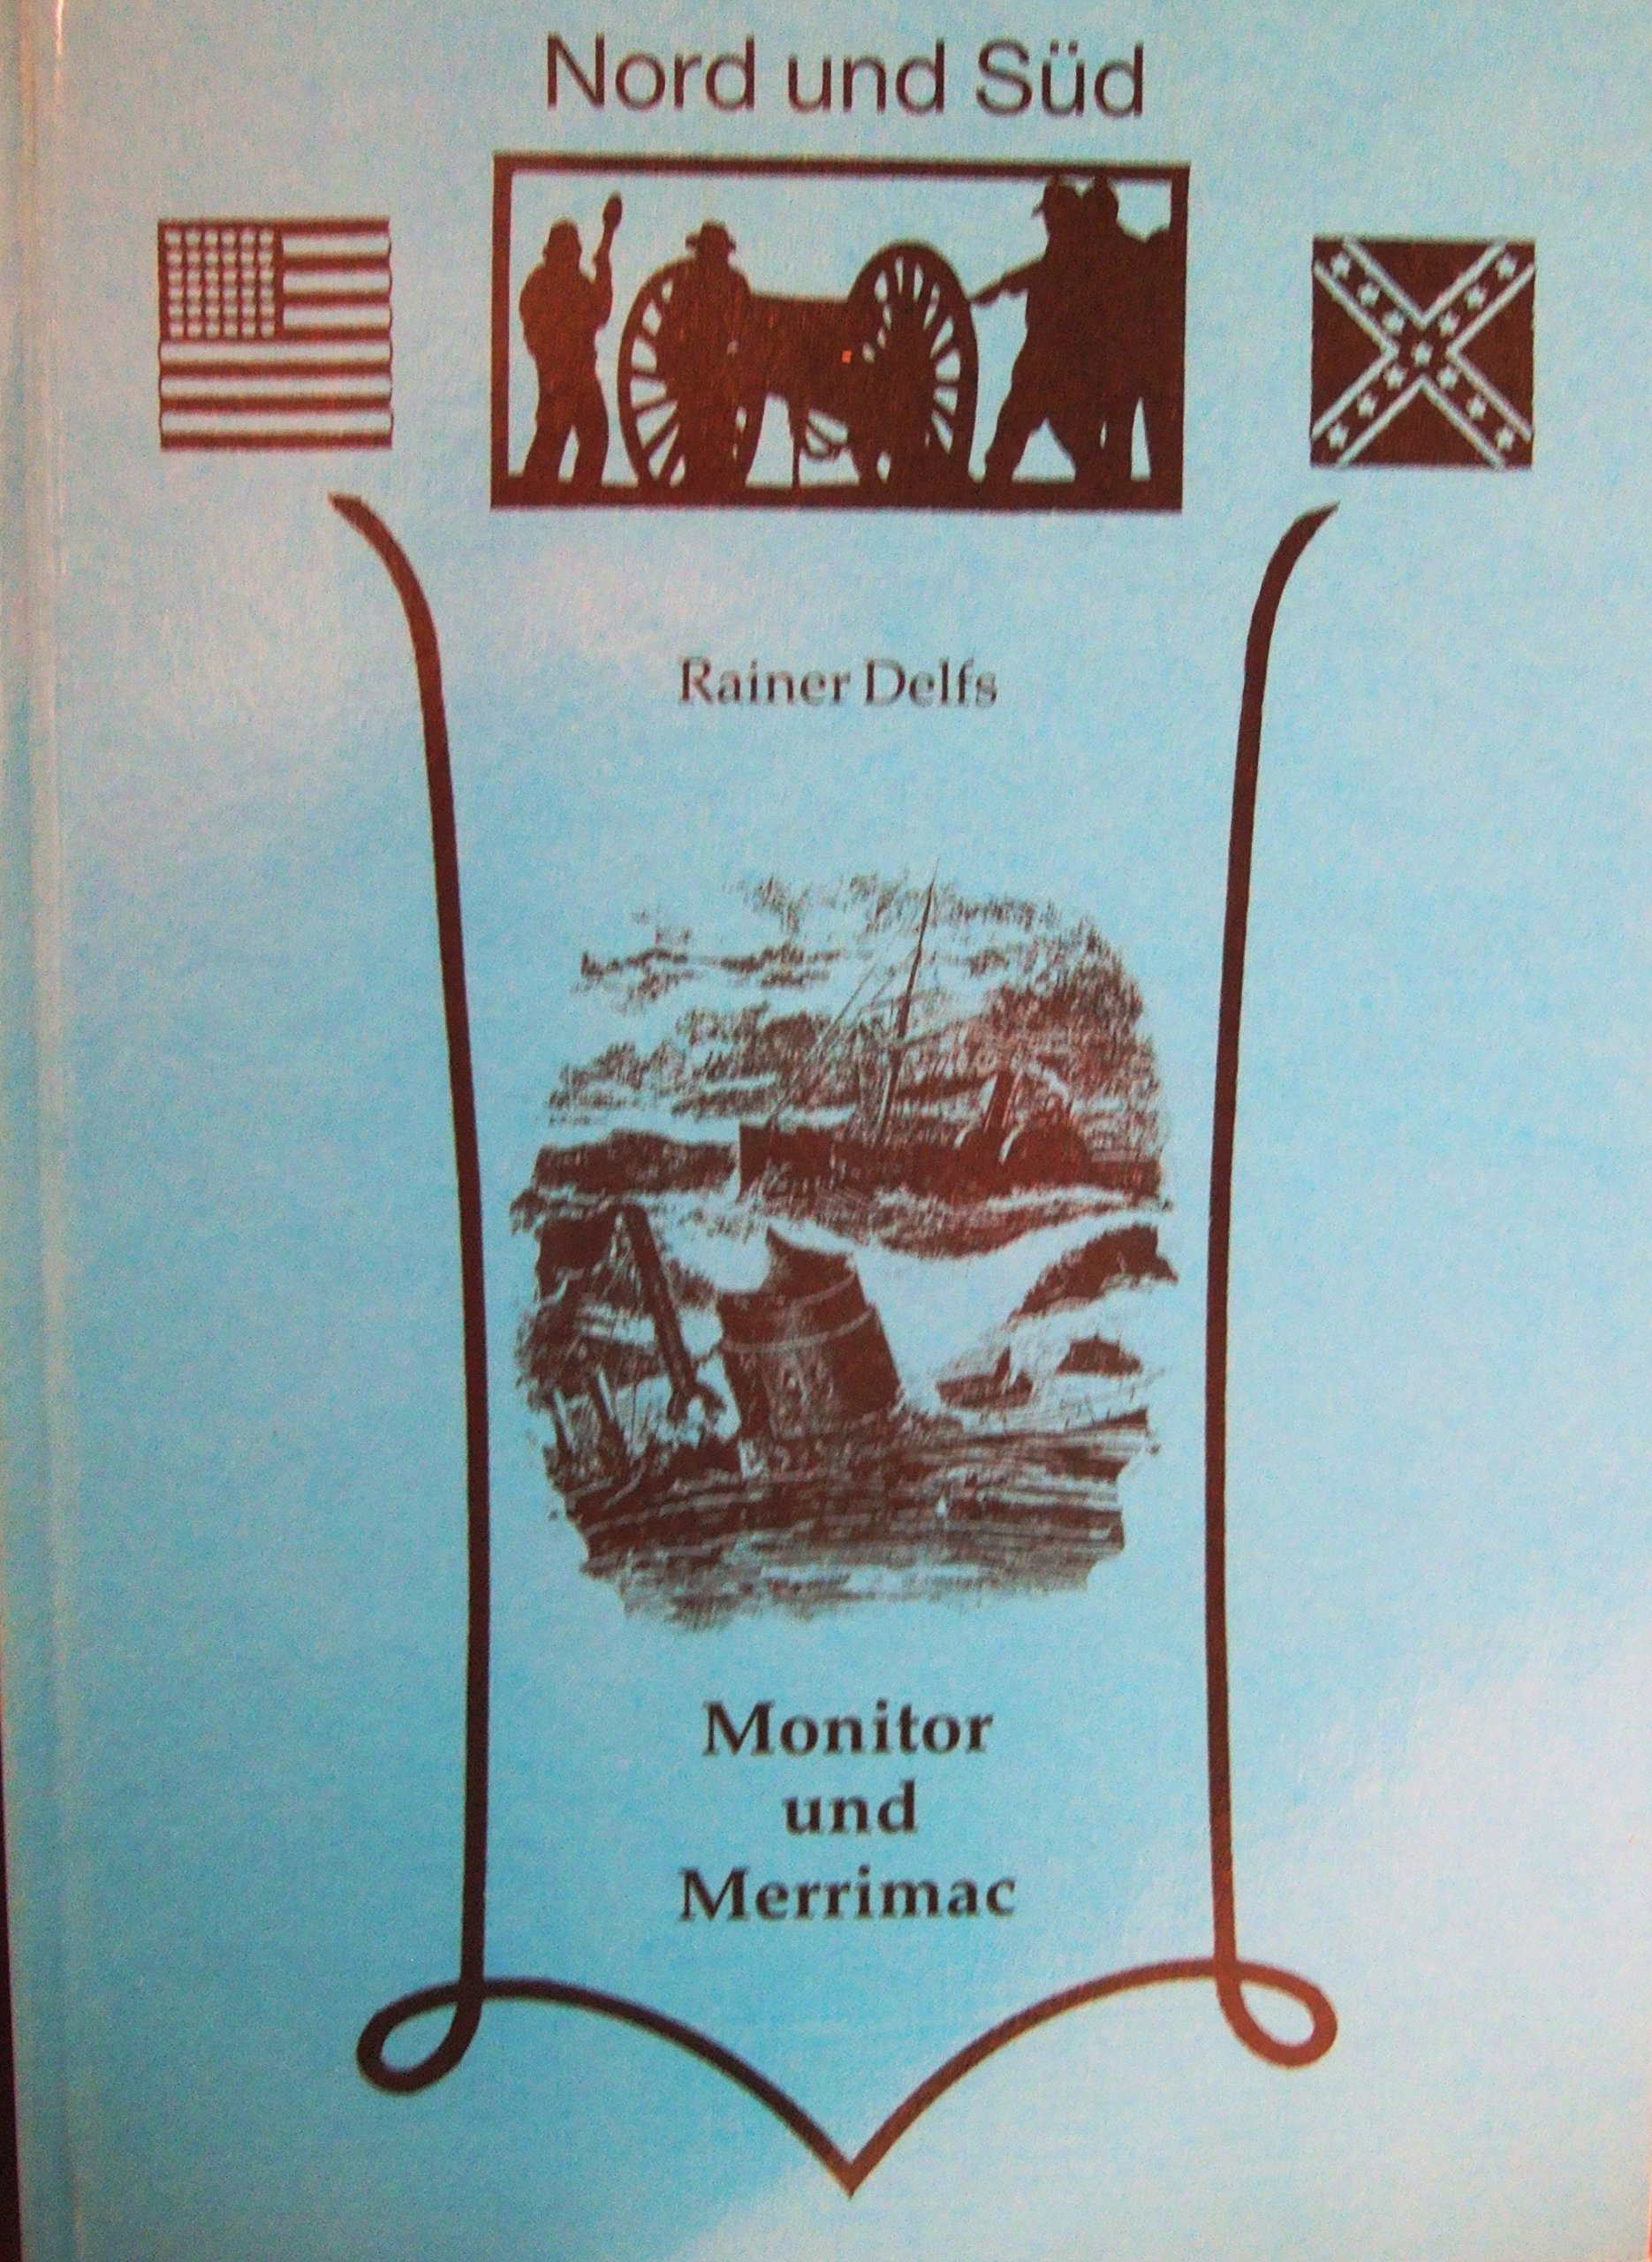 Nord und Süd
Rainer Delfs
Monitor
und
Merrimac